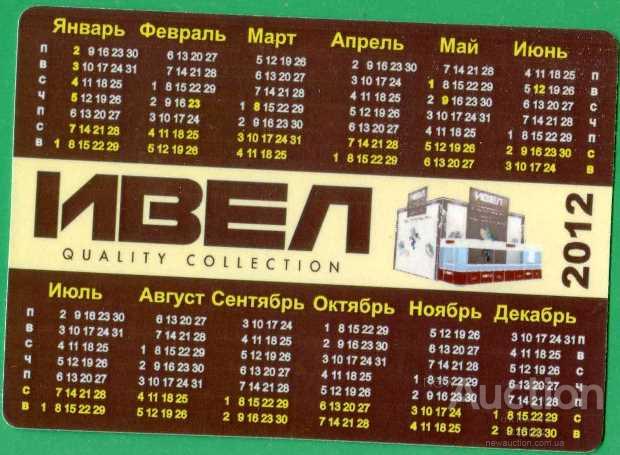 Январь Февраль Март Апрель Май Июнь
П 2 9 16 23 30 6 13 20 27 5 12 19 26 2 9 16 23 30 7 14 21 28 4 11 18 25 П
В 3 10 17 24 31 7 14 21 28 6 13 20 27 3 10 17 24 1 8 15 22 29 5 12 19 26 В
С 4 11 18 25 1 8 15 22 29 7 14 21 28 4 11 18 25 2 9 16 23 30 6 13 20 27 С
Ч 5 12 19 26 2 9 16 23 1 8 15 22 29 5 12 19 26 3 10 17 24 31 7 14 21 28 Ч
П 6 13 20 27 3 10 17 24 2 9 16 23 30 6 13 20 27 4 11 18 25 1 8 15 22 29 П
С 7 14 21 28 4 11 18 25 3 10 17 24 31 7 14 21 28 5 12 19 26 2 9 16 23 30 С
В 1 8 15 22 29 5 12 19 26 4 11 18 25 1 8 15 22 29 6 13 20 27 3 10 17 24 В
ИВЕЛ
QUALITY COLLECTION
ИВЕЛ
2012
Июль Август Сентябрь Октябрь Ноябрь Декабрь
П 2 9 16 23 30 6 13 20 27 3 10 17 24 1 8 15 22 29 5 12 19 26 3 10 17 24 П
В 3 10 17 24 31 7 14 21 28 4 11 18 25 2 9 16 23 30 6 13 20 27 4 11 18 25 В
С 4 11 18 25 1 8 15 22 29 5 12 19 26 3 10 17 24 31 7 14 21 28 5 12 19 26 С
Ч 5 12 19 26 2 9 16 23 30 6 13 20 27 4 11 18 25 1 8 15 22 29 6 13 20 27 Ч
П 6 13 20 27 3 10 17 24 31 7 14 21 28 5 12 19 26 2 9 16 23 30 7 14 21 28 П
С 7 14 21 28 4 11 18 25 1 8 15 22 29 6 13 20 27 3 10 17 24 1 8 15 22 29 С
В 1 8 15 22 29 5 12 19 26 2 9 16 23 30 7 14 21 28 4 11 18 25 2 9 16 23 30 В
Auction
newauction.com.ua